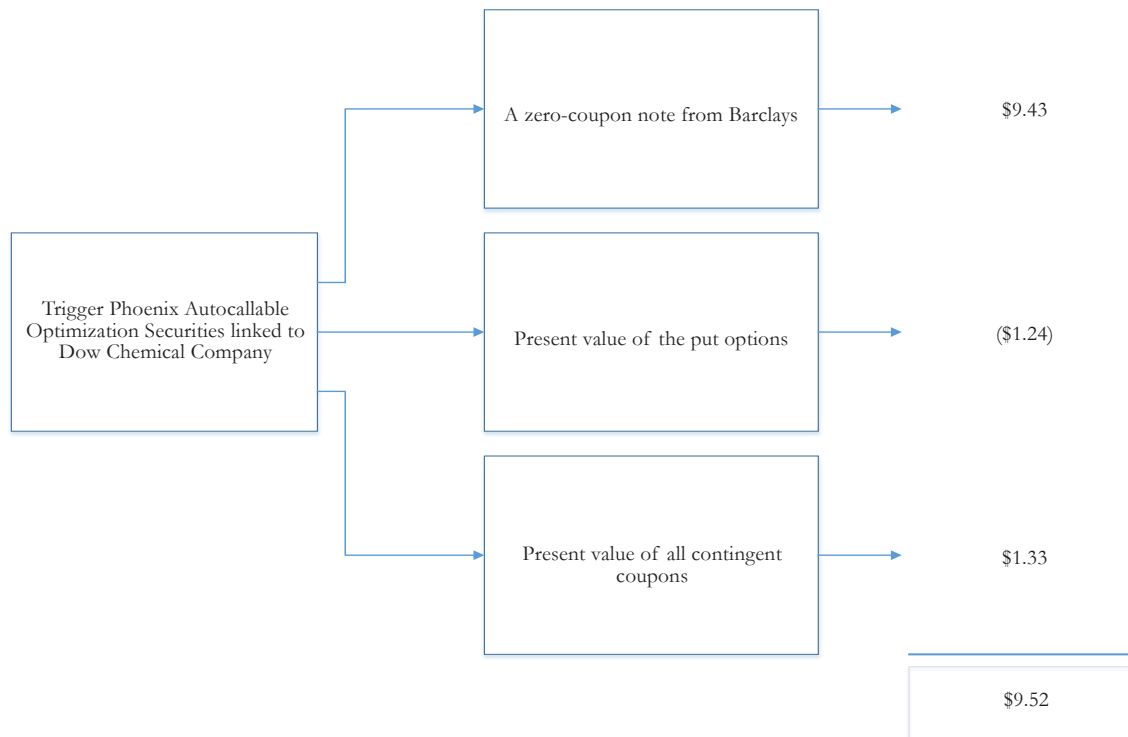 A zero-coupon note from Barclays
$9.43
Trigger Phoenix Autocallable
Optimization Securities linked to
Dow Chemical Company
Present value of the put options
($1.24)
Present value of all contingent
coupons
$1.33
$9.52